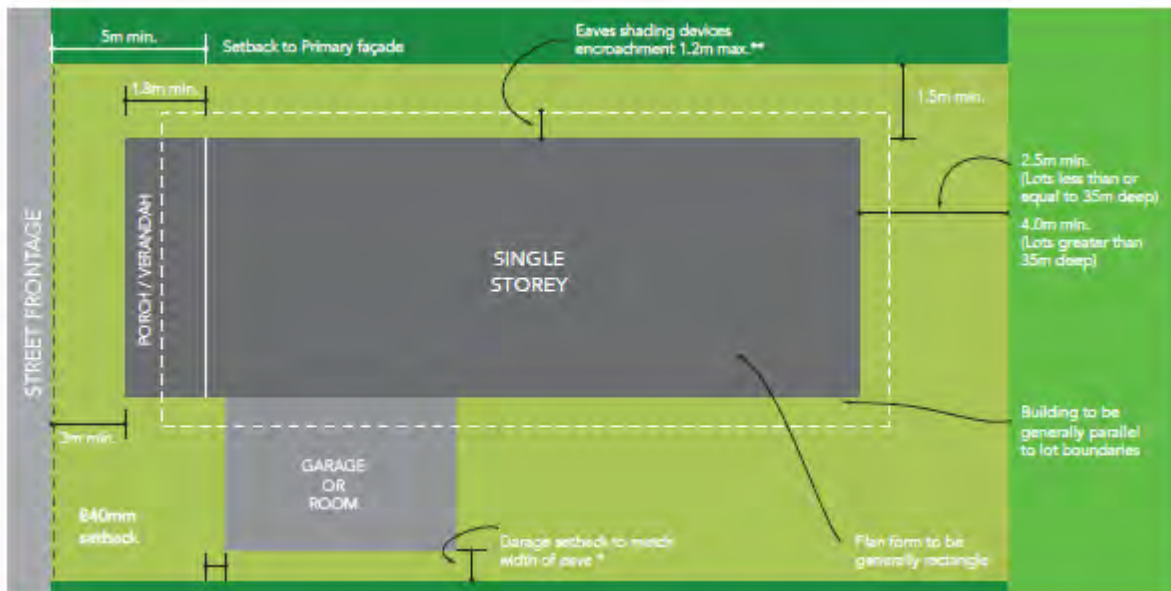 5m min.
Setback to Primary façade
Eaves shading devices
encroachment 1.2m max.**
1.8m min.
1.5m min.
2.5m min.
(Lots less than or
equal to 35m deep)
4.0m min.
(Lots greater than
35m deep)
STREET FRONTAGE
PORCH / VERANDAH
SINGLE
STOREY
3m min.
Building to be
generally parallel
to lot boundaries
GARAGE
OR
ROOM
840mm
setback
Garage setback to match
width of eave *
Plan form to be
generally rectangle